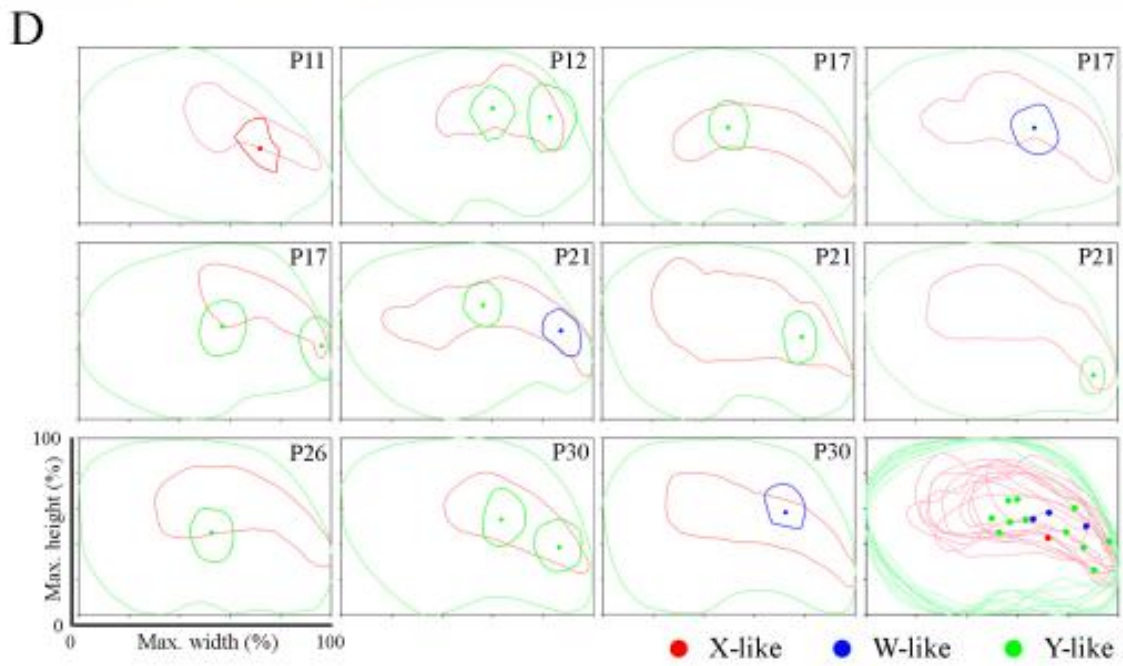 D
P11 P12 P17 P17
P17 P21 P21 P21
100 P26 P30 P30
Max. height (%)
0
0 Max. width (%) 100
X-like W-like Y-like